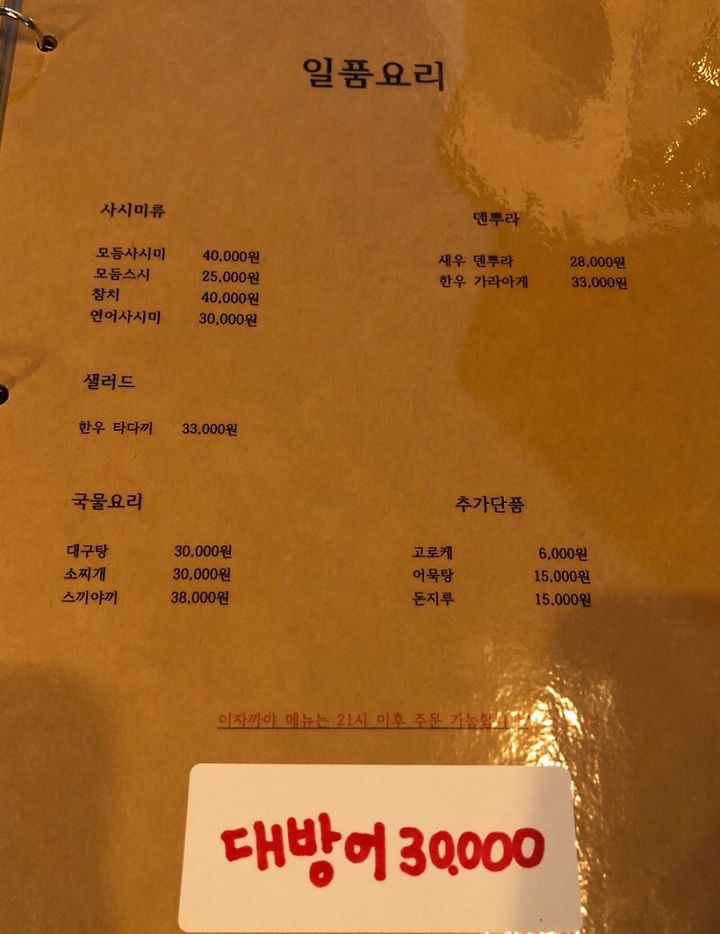 일품요리
사시미류
모듬사시미 40,000원
모듬스시 25,000원
참치 40,000원
연어사시미 30,000원
덴뿌라
새우 덴뿌라 28,000원
한우 가라아게 33,000원
샐러드
한우 타다끼 33,000원
국물요리
대구탕 30,000원
소찌개 30,000원
스끼야끼 38,000원
추가단품
고로케 6,000원
어묵탕 15,000원
돈지루 15,000원
이자까야 메뉴는 21시 이후 주문 가능합니다.
대방어 30.000